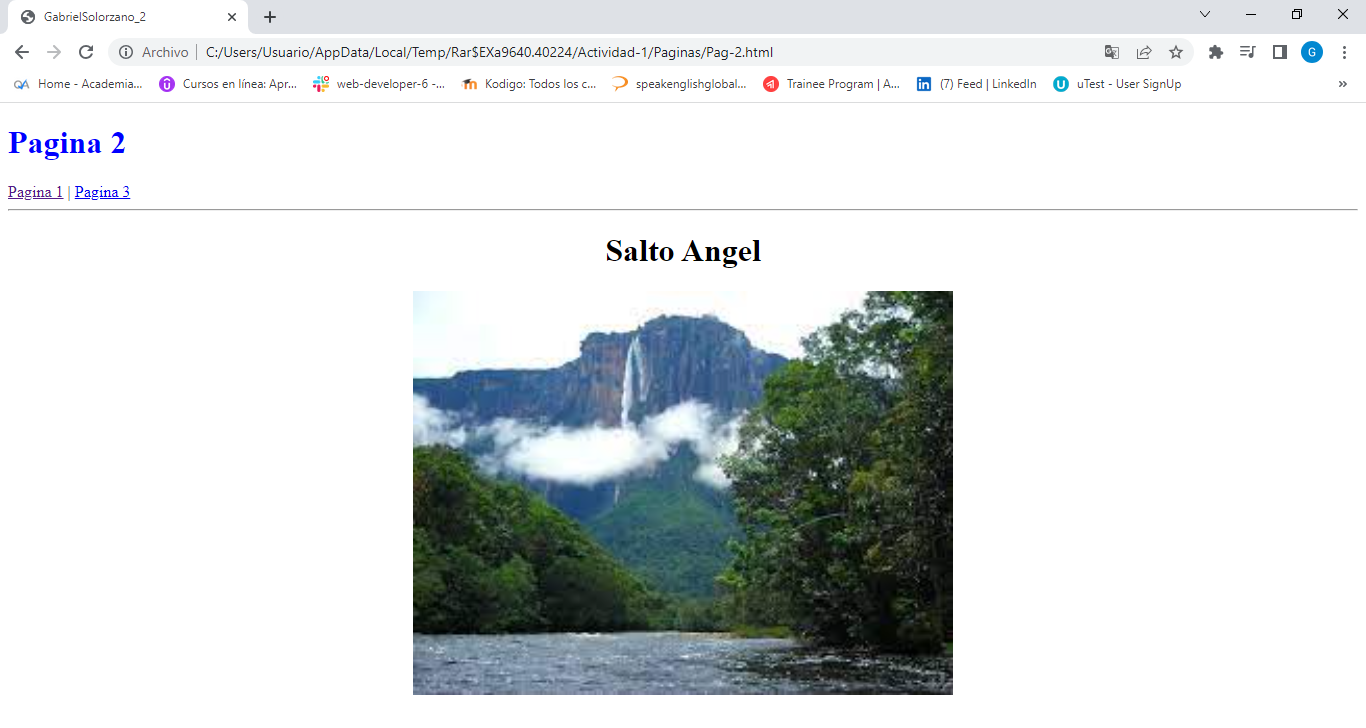 GabrielSolorzano_2
Archivo C:/Users/Usuario/AppData/Local/Temp/Rar$EXa9640.40224/Actividad-1/Paginas/Pag-2.html
G
QA Home - Academia... Cursos en línea: Apr... web-developer-6 -... Kodigo: Todos los c... speakenglishglobal... Trainee Program | A... in (7) Feed | LinkedIn U uTest - User SignUp »
Pagina 2
Pagina 1 | Pagina 3
Salto Angel